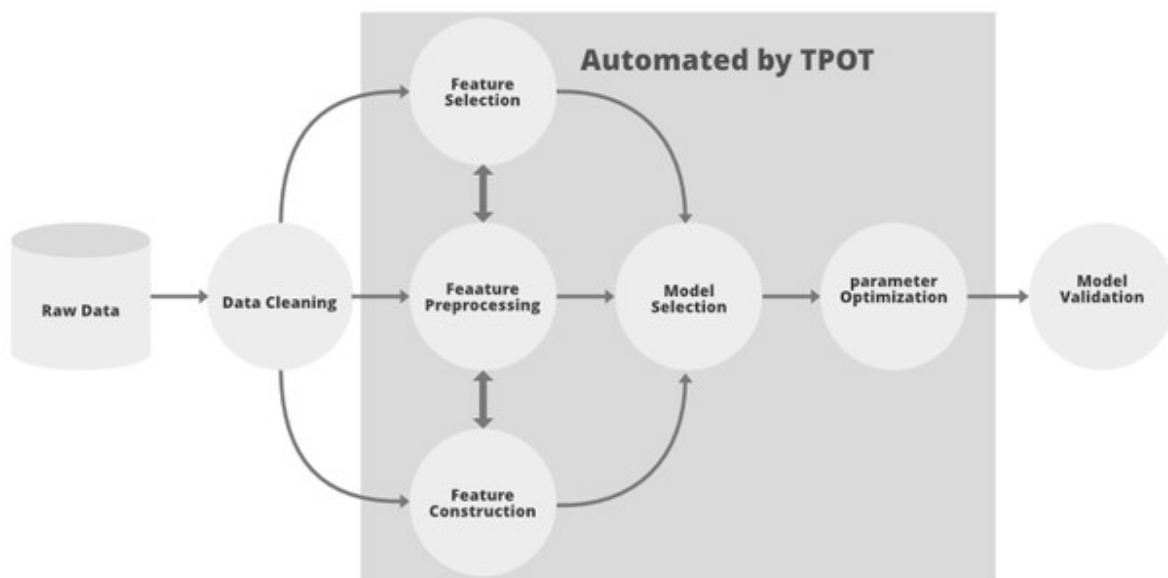 Automated by TPOT
Feature
Selection
Raw Data
Data Cleaning
Feaature
Preprocessing
Model
Selection
parameter
Optimization
Model
Validation
Feature
Construction